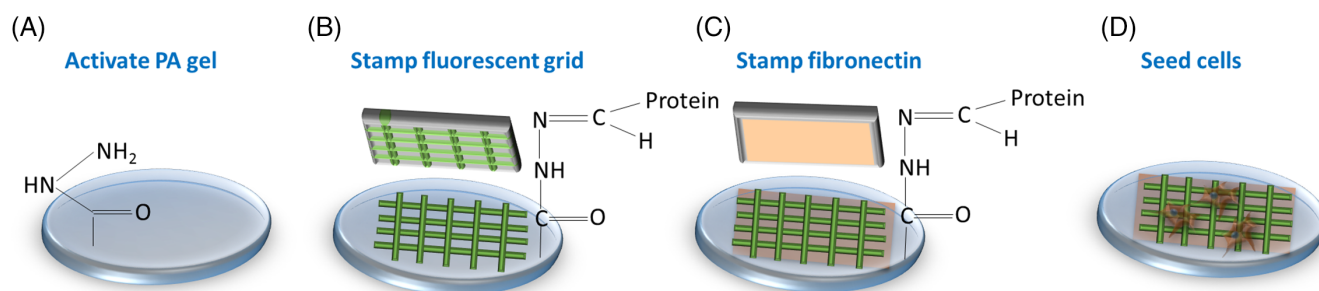 (A)
Activate PA gel
NH2
HN
C
O
(B)
Stamp fluorescent grid
Protein
N
C
H
NH
C
O
(C)
Stamp fibronectin
Protein
N
C
H
NH
C
O
(D)
Seed cells